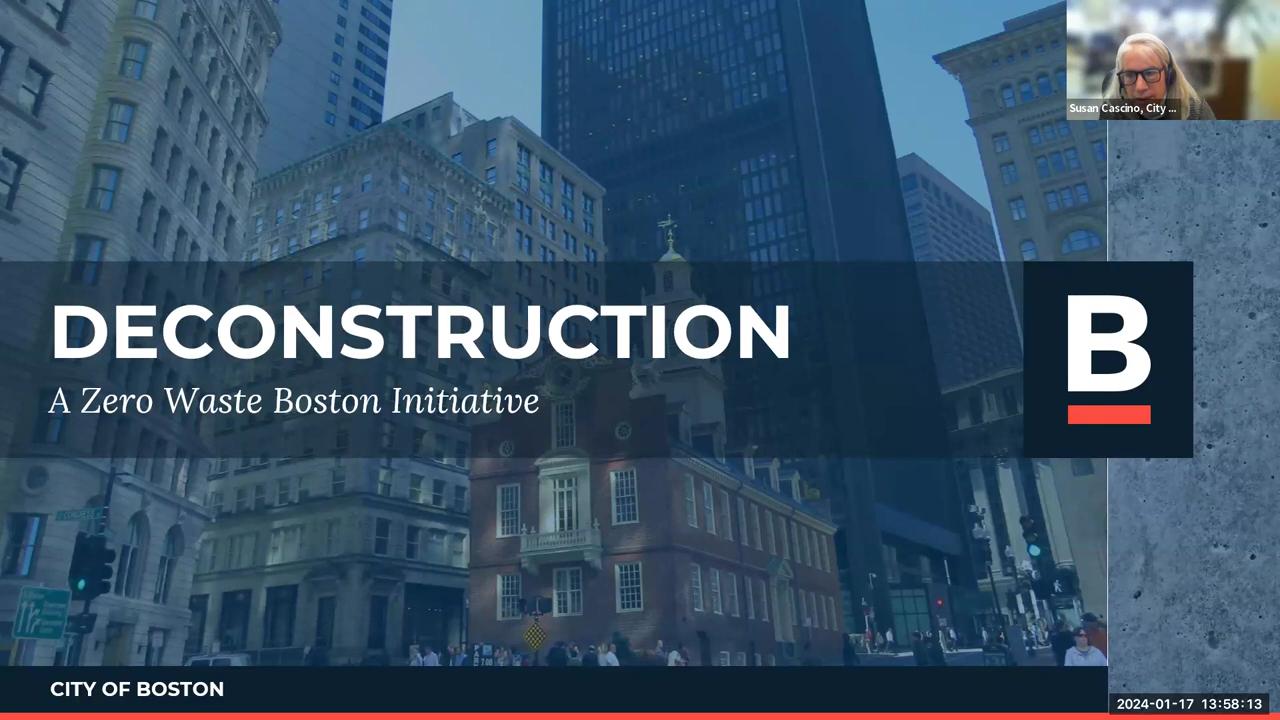 Susan Cascino, City ...
DECONSTRUCTION
A Zero Waste Boston Initiative
B
CITY OF BOSTON
2024-01-17 13:58:13